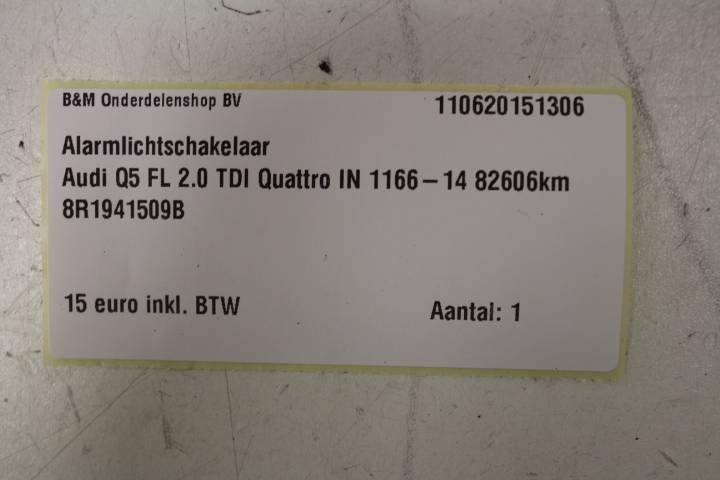 B&M Onderdelenshop BV 110620151306
Alarmlichtschakelaar
Audi Q5 FL 2.0 TDI Quattro IN 1166-14 82606km
8R1941509B
15 euro inkl. BTW Aantal: 1